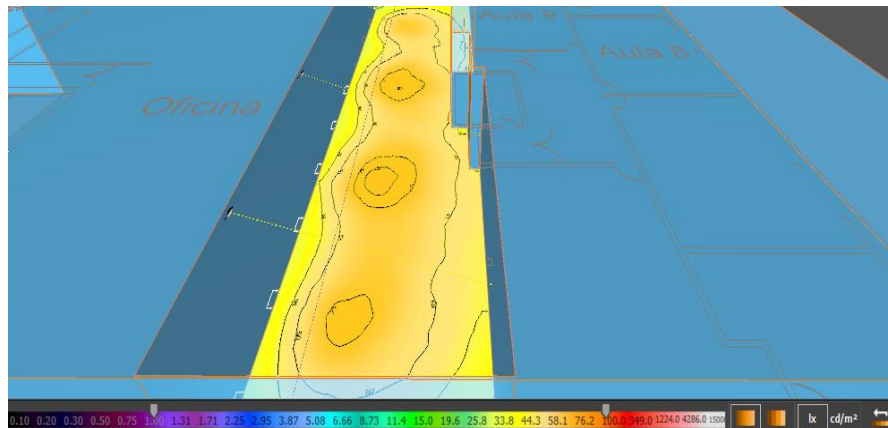 Aula 9
Aula 8
Oficina
0.10 0.20 0.30 0.50 0.75 1.00 1.31 1.71 2.25 2.95 3.87 5.08 6.66 8.73 11.4 15.0 19.6 25.8 33.8 44.3 58.1 76.2 100.0 349.0 1224.0 4286.0 15000 lx cd/m²